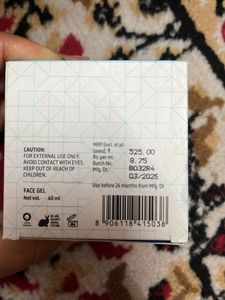 CAUTION:
FOR EXTERNAL USE ONLY.
AVOID CONTACT WITH EYES
KEEP OUT OF REACH OF
CHILDREN.
MRP (Incl. of all
taxes). ₹ 525.00
Rs. per ml 8.75
Batch No. B032R4
Mfg. Dt. 03/2025
FACE GEL
Net vol. 60 ml
Use before 24 months from Mfg. Dt
8 906118 415038